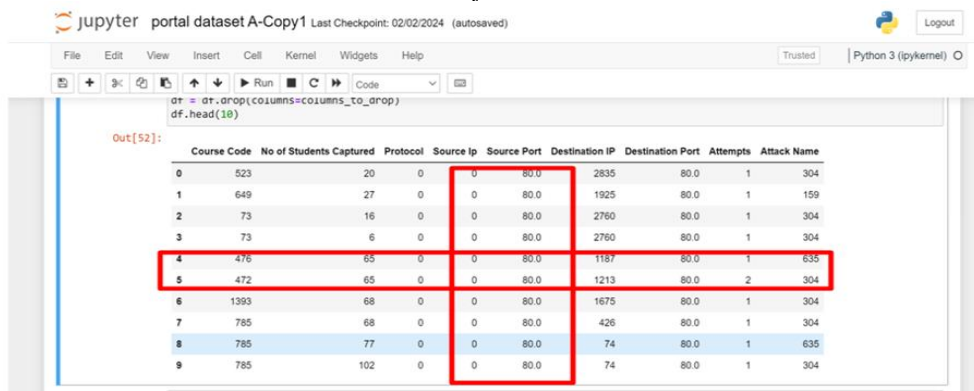 jupyter portal dataset A-Copy1 Last Checkpoint: 02/02/2024 (autosaved)
Logout
File Edit View Insert Cell Kernel Widgets Help
Trusted Python 3 (ipykernel)
Run Code
df = df.drop(columns=columns_to_drop)
df.head(10)
Out[52]:
Course Code No of Students Captured Protocol Source Ip Source Port Destination IP Destination Port Attempts Attack Name
0 523 20 0 0 80.0 2835 80.0 1 304
1 649 27 0 0 80.0 1925 80.0 1 159
2 73 16 0 0 80.0 2760 80.0 1 304
3 73 6 0 0 80.0 2760 80.0 1 304
4 476 65 0 0 80.0 1187 80.0 1 635
5 472 65 0 0 80.0 1213 80.0 2 304
6 1393 68 0 0 80.0 1675 80.0 1 304
7 785 68 0 0 80.0 426 80.0 1 304
8 785 77 0 0 80.0 74 80.0 1 635
9 785 102 0 0 80.0 74 80.0 1 304